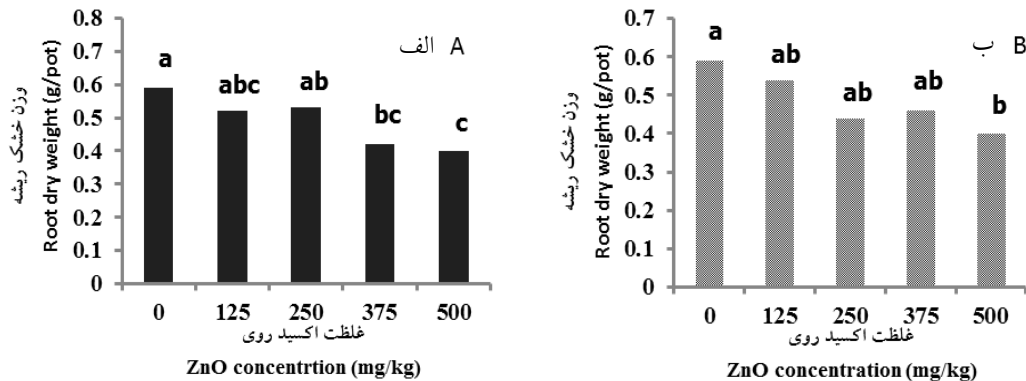 A الف
وزن خشک ریشه
Root dry weight (g/pot)
0.8
0.7
0.6
0.5
0.4
0.3
0.2
0.1
0
a
abc
ab
bc
c
0 125 250 375 500
غلظت اکسید روی
ZnO concentrtion (mg/kg)
B ب
وزن خشک ریشه
Root dry weight (g/pot)
0.7
0.6
0.5
0.4
0.3
0.2
0.1
0
a
ab
ab
ab
b
0 125 250 375 500
غلظت اکسید روی
ZnO concentration (mg/kg)